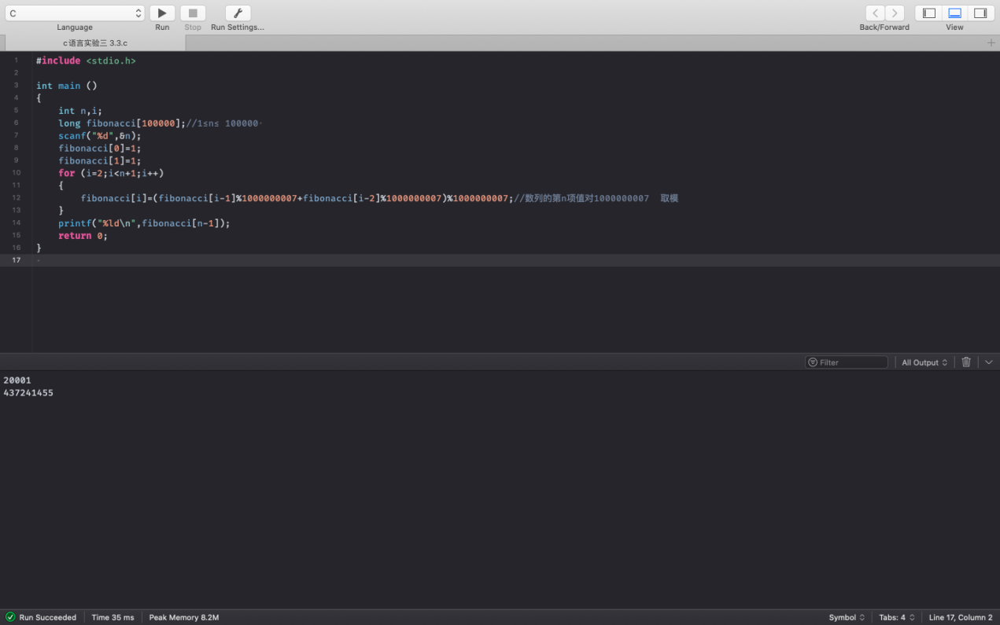 C
Language
Run
Stop
Run Settings...
Back/Forward
View
c语言实验三 3.3.c
1 #include <stdio.h>
2
3 int main ()
4 {
5 int n,i;
6 long fibonacci[100000];//1≤n≤ 100000
7 scanf("%d",&n);
8 fibonacci[0]=1;
9 fibonacci[1]=1;
10 for (i=2;i<n+1;i++)
11 {
12 fibonacci[i]=(fibonacci[i-1]%1000000007+fibonacci[i-2]%1000000007)%1000000007;//数列的第n项值对1000000007 取模
13 }
14 printf("%ld\n",fibonacci[n-1]);
15 return 0;
16 }
17
Filter
All Output
20001
437241455
Run Succeeded
Time 35 ms
Peak Memory 8.2M
Symbol
Tabs: 4
Line 17, Column 2